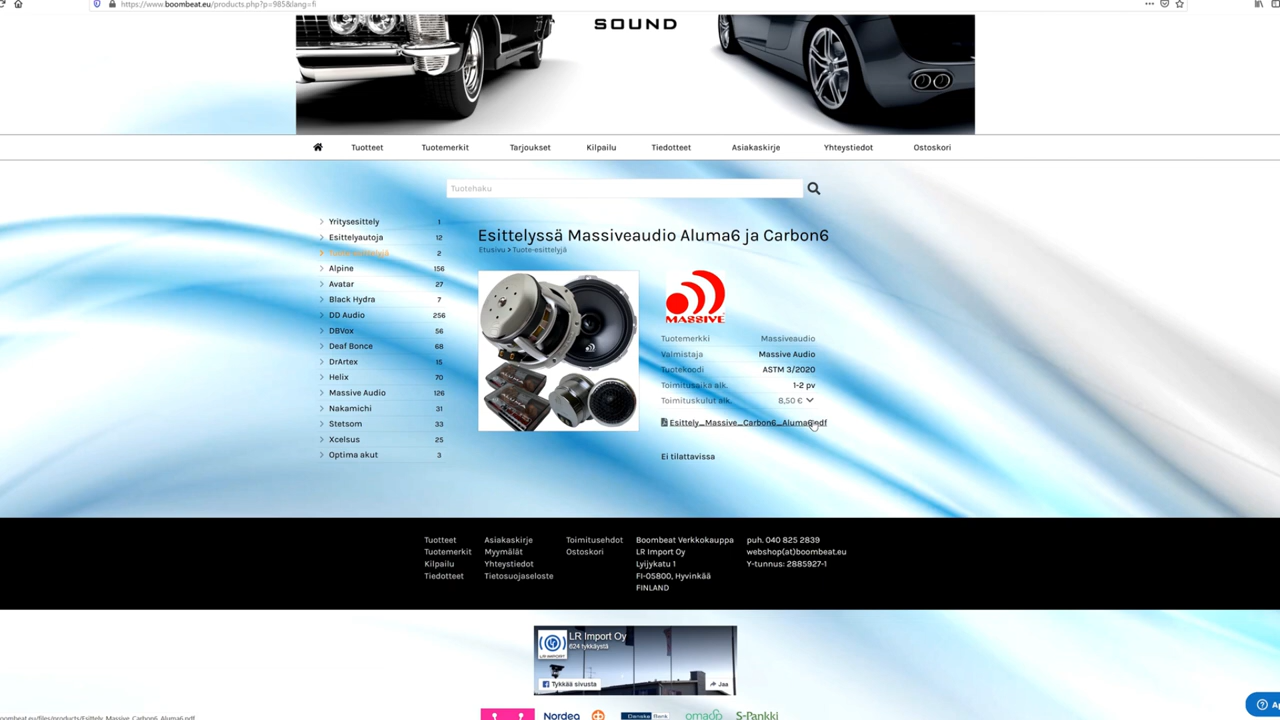 https://www.boombeat.eu/products.php?p=985&lang=fi
SOUND
Tuotteet Tuotemerkit Tarjoukset Kilpailu Tiedotteet Asiakaskirje Yhteystiedot Ostoskori
Tuotehaku
Yritysesittely 1
Esittelyautoja 12
2
Alpine 156
Avatar 27
Black Hydra 7
DD Audio 256
DBVox 56
Deaf Bonce 68
DrArtex 15
Helix 70
Massive Audio 126
Nakamichi 31
Stetsom 33
Xcelsus 25
Optima akut 3
Esittelyssä Massiveaudio Aluma6 ja Carbon6
Etusivu > Tuote-esittelyjä
MASSIVE
Tuotemerkki Massiveaudio
Valmistaja Massive Audio
Tuotekoodi ASTM 3/2020
Toimitusaika alk. 1-2 pv
Toimituskulut alk. 8,50 €
Esittely_Massive_Carbon6_Aluma6.pdf
Ei tilattavissa
Tuotteet
Tuotemerkit
Kilpailu
Tiedotteet
Asiakaskirje
Myymälät
Yhteystiedot
Tietosuojaseloste
Toimitusehdot
Ostoskori
Boombeat Verkkokauppa
LR Import Oy
Lyijykatu 1
FI-05800, Hyvinkää
FINLAND
puh. 040 825 2839
webshop(at)boombeat.eu
Y-tunnus: 2885927-1
LR Import Oy
624 tykkäystä
LR-IMPORT
Tykkää sivusta
Jaa
Nordea Danske Bank omasp S-Pankki